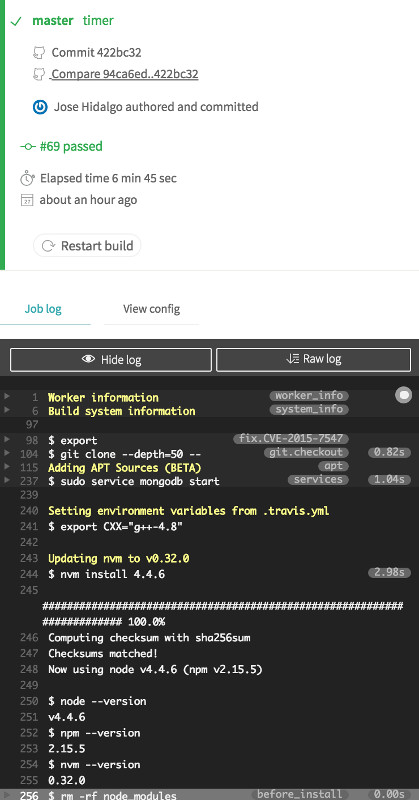 master timer
Commit 422bc32
Compare 94ca6ed..422bc32
Jose Hidalgo authored and committed
#69 passed
Elapsed time 6 min 45 sec
27 about an hour ago
Restart build
Job log View config
Hide log Raw log
1 Worker information worker_info
6 Build system information system_info
97
98 $ export fix.CVE-2015-7547
104 $ git clone --depth=50 -- git.checkout 0.82s
115 Adding APT Sources (BETA) apt
237 $ sudo service mongodb start services 1.04s
239
240 Setting environment variables from .travis.yml
241 $ export CXX="g++-4.8"
242
243 Updating nvm to v0.32.0
244 $ nvm install 4.4.6 2.98s
245
###########################################################
############# 100.0%
246 Computing checksum with sha256sum
247 Checksums matched!
248 Now using node v4.4.6 (npm v2.15.5)
249
250 $ node --version
251 v4.4.6
252 $ npm --version
253 2.15.5
254 $ nvm --version
255 0.32.0
256 $ rm -rf node_modules before_install 0.00s